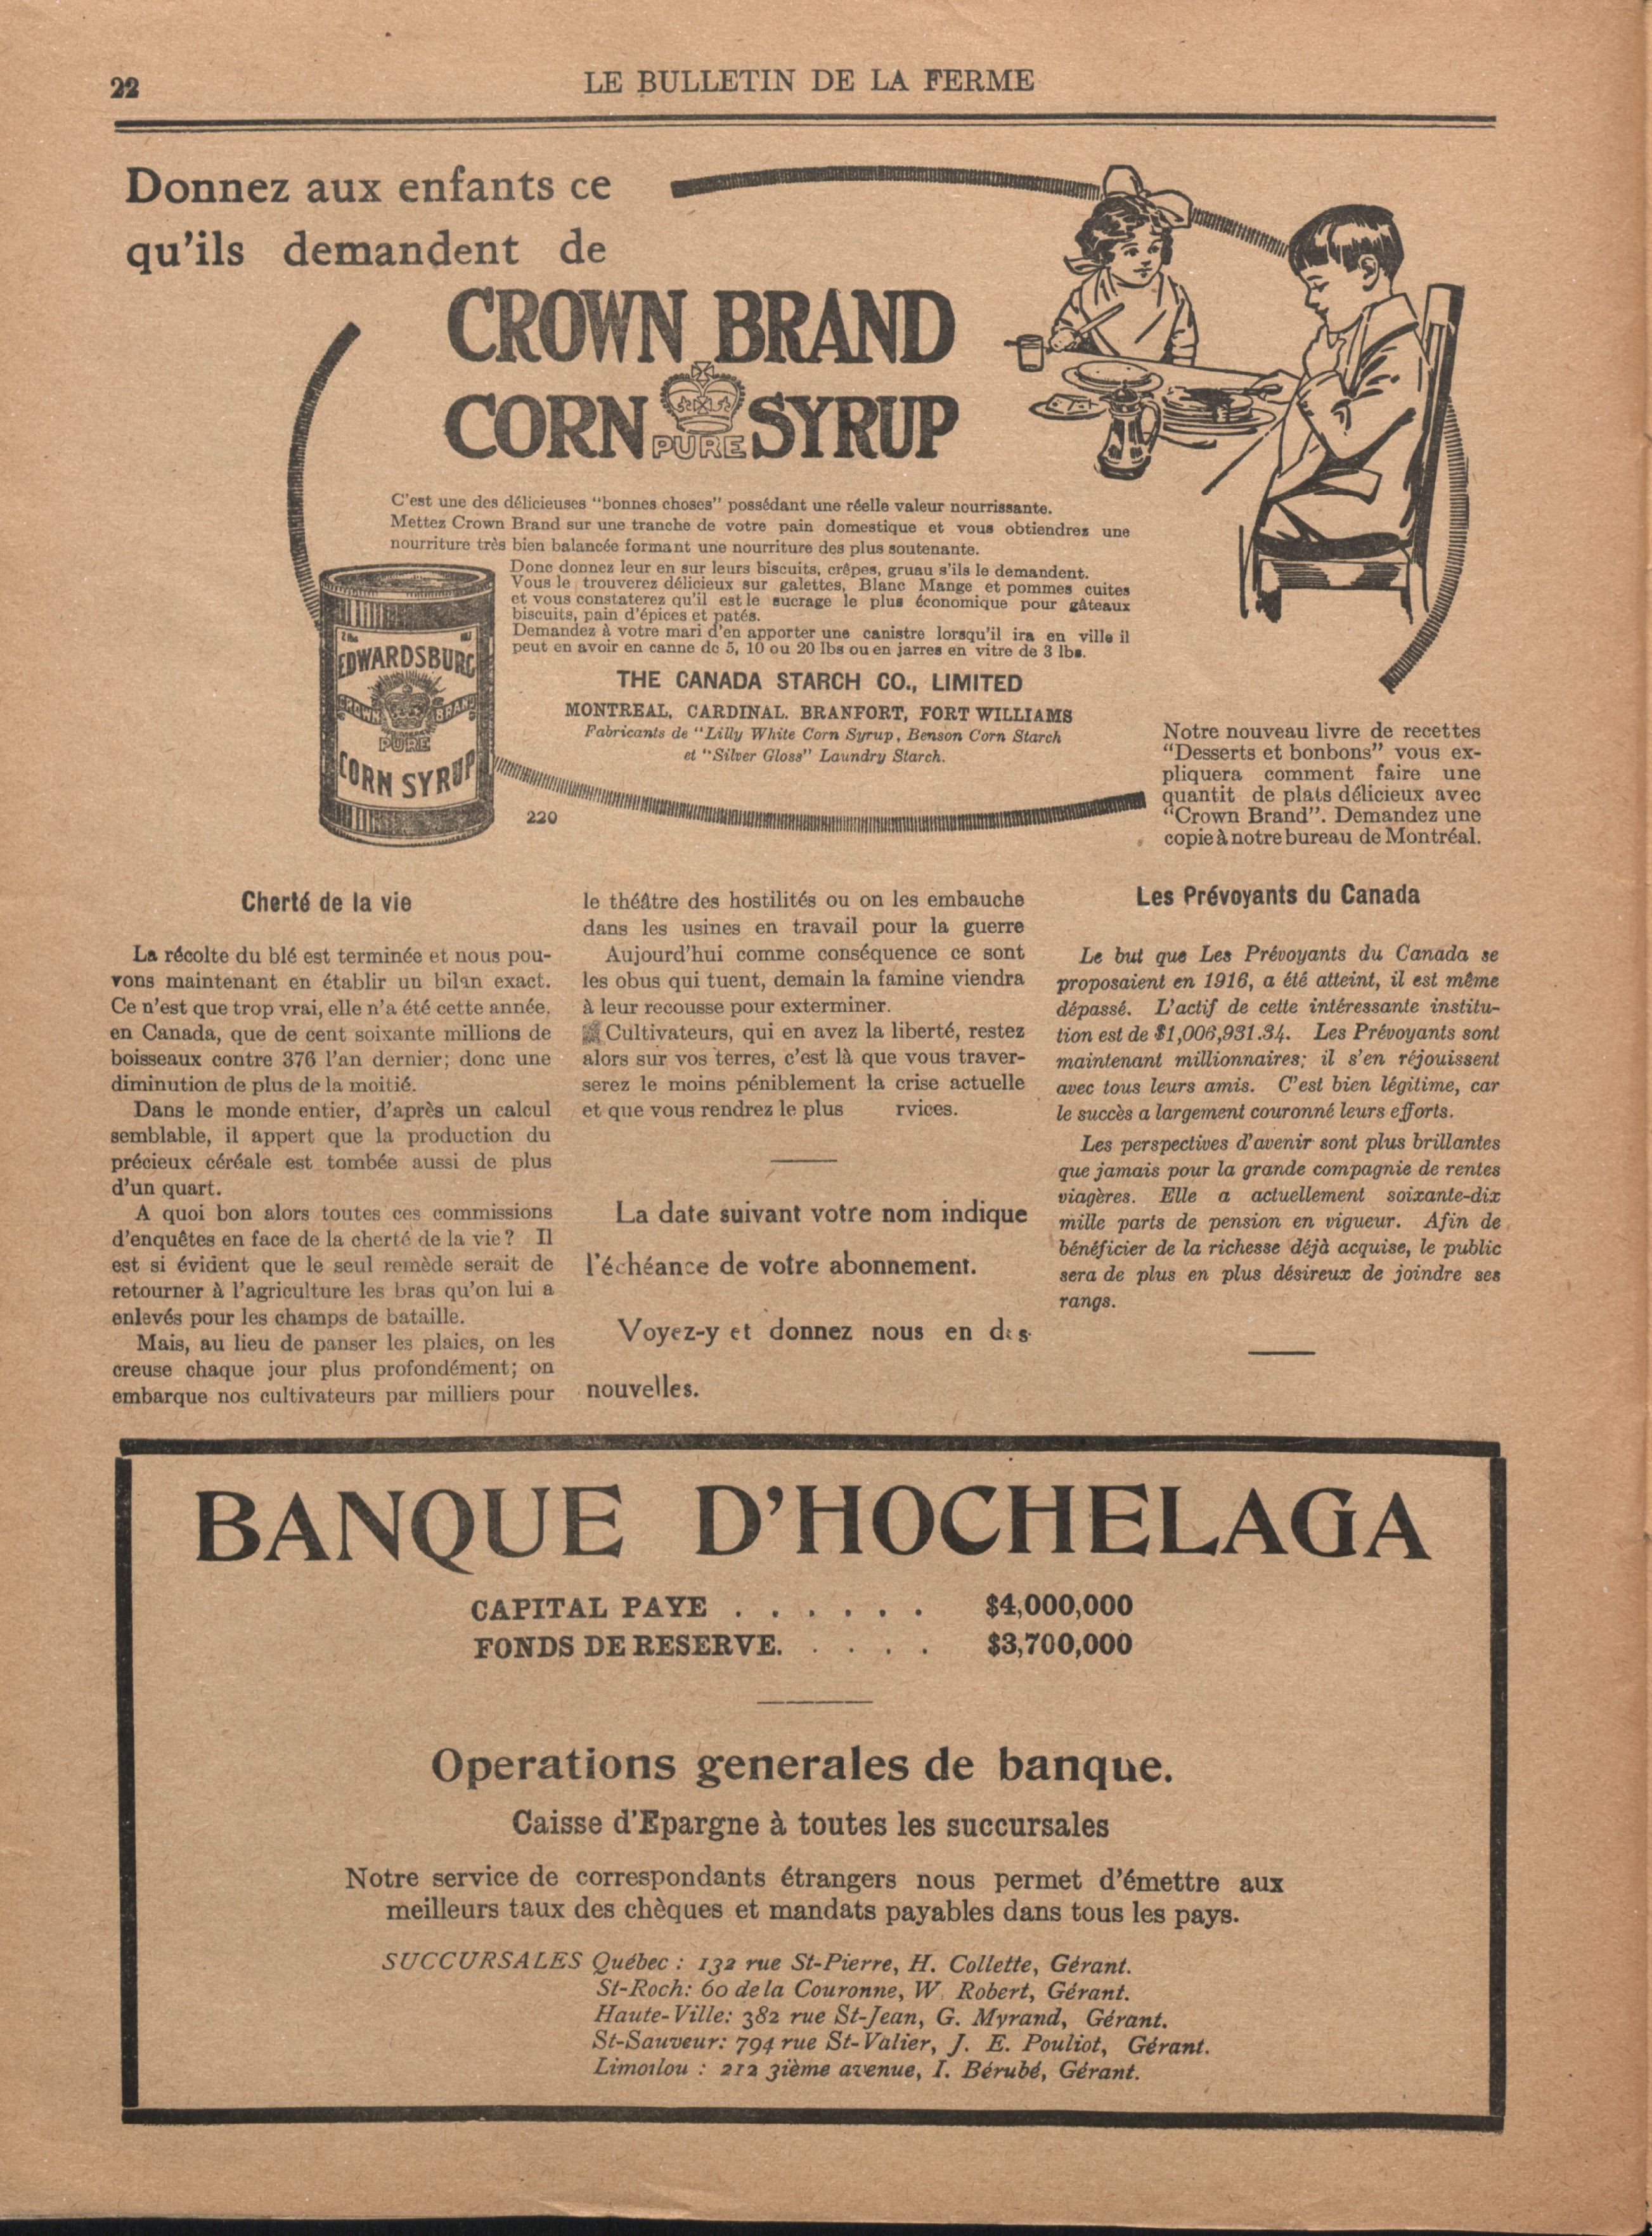 22
LE BULLETIN DE LA FERME
Donnez aux enfants ce
qu'ils demandent de
CROWN BRAND
CORN PURE SYRUP
C'est une des délicieuses "bonnes choses" possédant une réelle valeur nourrissante.
Mettez Crown Brand sur une tranche de votre pain domestique et vous obtiendrez une
nourriture très bien balancée formant une nourriture des plus soutenante.
Donc donnez leur en sur leurs biscuits, crêpes, gruau s'ils le demandent.
Vous le trouverez délicieux sur galettes, Blanc Mange et pommes cuites
et vous constaterez qu'il est le sucrage le plus économique pour gâteaux
biscuits, pain d'épices et patés.
Demandez à votre mari d'en apporter une canistre lorsqu'il ira en ville il
peut en avoir en canne de 5, 10 ou 20 lbs ou en jarres en vitre de 3 lbs.
EDWARDSBURG
CROWN BRAND
PURE
CORN SYRUP
THE CANADA STARCH CO., LIMITED
MONTREAL, CARDINAL. BRANFORT, FORT WILLIAMS
Fabricants de "Lilly White Corn Syrup, Benson Corn Starch
et "Silver Gloss" Laundry Starch.
220
Notre nouveau livre de recettes
"Desserts et bonbons" vous ex-
pliquera comment faire une
quantit de plats délicieux avec
"Crown Brand". Demandez une
copie à notre bureau de Montréal.
Cherté de la vie
La récolte du blé est terminée et nous pou-
vons maintenant en établir un bilan exact.
Ce n'est que trop vrai, elle n'a été cette année,
en Canada, que de cent soixante millions de
boisseaux contre 376 l'an dernier; donc une
diminution de plus de la moitié.
Dans le monde entier, d'après un calcul
semblable, il appert que la production du
précieux céréale est tombée aussi de plus
d'un quart.
A quoi bon alors toutes ces commissions
d'enquêtes en face de la cherté de la vie? Il
est si évident que le seul remède serait de
retourner à l'agriculture les bras qu'on lui a
enlevés pour les champs de bataille.
Mais, au lieu de panser les plaies, on les
creuse chaque jour plus profondément; on
embarque nos cultivateurs par milliers pour
le théâtre des hostilités ou on les embauche
dans les usines en travail pour la guerre
Aujourd'hui comme conséquence ce sont
les obus qui tuent, demain la famine viendra
à leur recousse pour exterminer.
Cultivateurs, qui en avez la liberté, restez
alors sur vos terres, c'est là que vous traver-
serez le moins péniblement la crise actuelle
et que vous rendrez le plus rvices.
La date suivant votre nom indique
l'échéance de votre abonnement.
Voyez-y et donnez nous en des
nouvelles.
Les Prévoyants du Canada
Le but que Les Prévoyants du Canada se
proposaient en 1916, a été atteint, il est même
dépassé. L'actif de cette intéressante institu-
tion est de $1,006,931.34. Les Prévoyants sont
maintenant millionnaires; il s'en réjouissent
avec tous leurs amis. C'est bien légitime, car
le succès a largement couronné leurs efforts.
Les perspectives d'avenir sont plus brillantes
que jamais pour la grande compagnie de rentes
viagères. Elle a actuellement soixante-dix
mille parts de pension en vigueur. Afin de
bénéficier de la richesse déjà acquise, le public
sera de plus en plus désireux de joindre ses
rangs.
BANQUE D'HOCHELAGA
CAPITAL PAYE . . . . . . $4,000,000
FONDS DE RESERVE. . . . . $3,700,000
Operations generales de banque.
Caisse d'Epargne à toutes les succursales
Notre service de correspondants étrangers nous permet d'émettre aux
meilleurs taux des chèques et mandats payables dans tous les pays.
SUCCURSALES Québec : 132 rue St-Pierre, H. Collette, Gérant.
St-Roch: 60 de la Couronne, W. Robert, Gérant.
Haute-Ville: 382 rue St-Jean, G. Myrand, Gérant.
St-Sauveur: 794 rue St-Valier, J. E. Pouliot, Gérant.
Limoilou : 212 3ième avenue, I. Bérubé, Gérant.